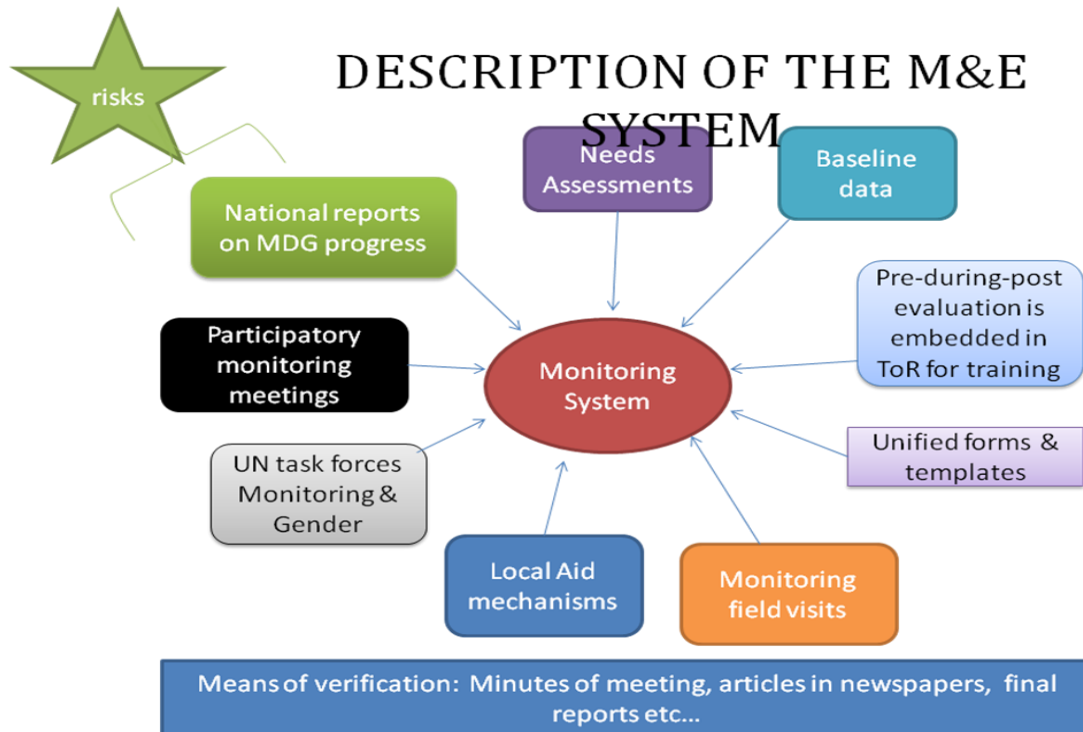 risks
DESCRIPTION OF THE M&E
SYSTEM
Needs
Assessments
Baseline
data
National reports
on MDG progress
Pre-during-post
evaluation is
embedded in
ToR for training
Participatory
monitoring
meetings
Monitoring
System
UN task forces
Monitoring &
Gender
Unified forms &
templates
Local Aid
mechanisms
Monitoring
field visits
Means of verification: Minutes of meeting, articles in newspapers, final
reports etc...